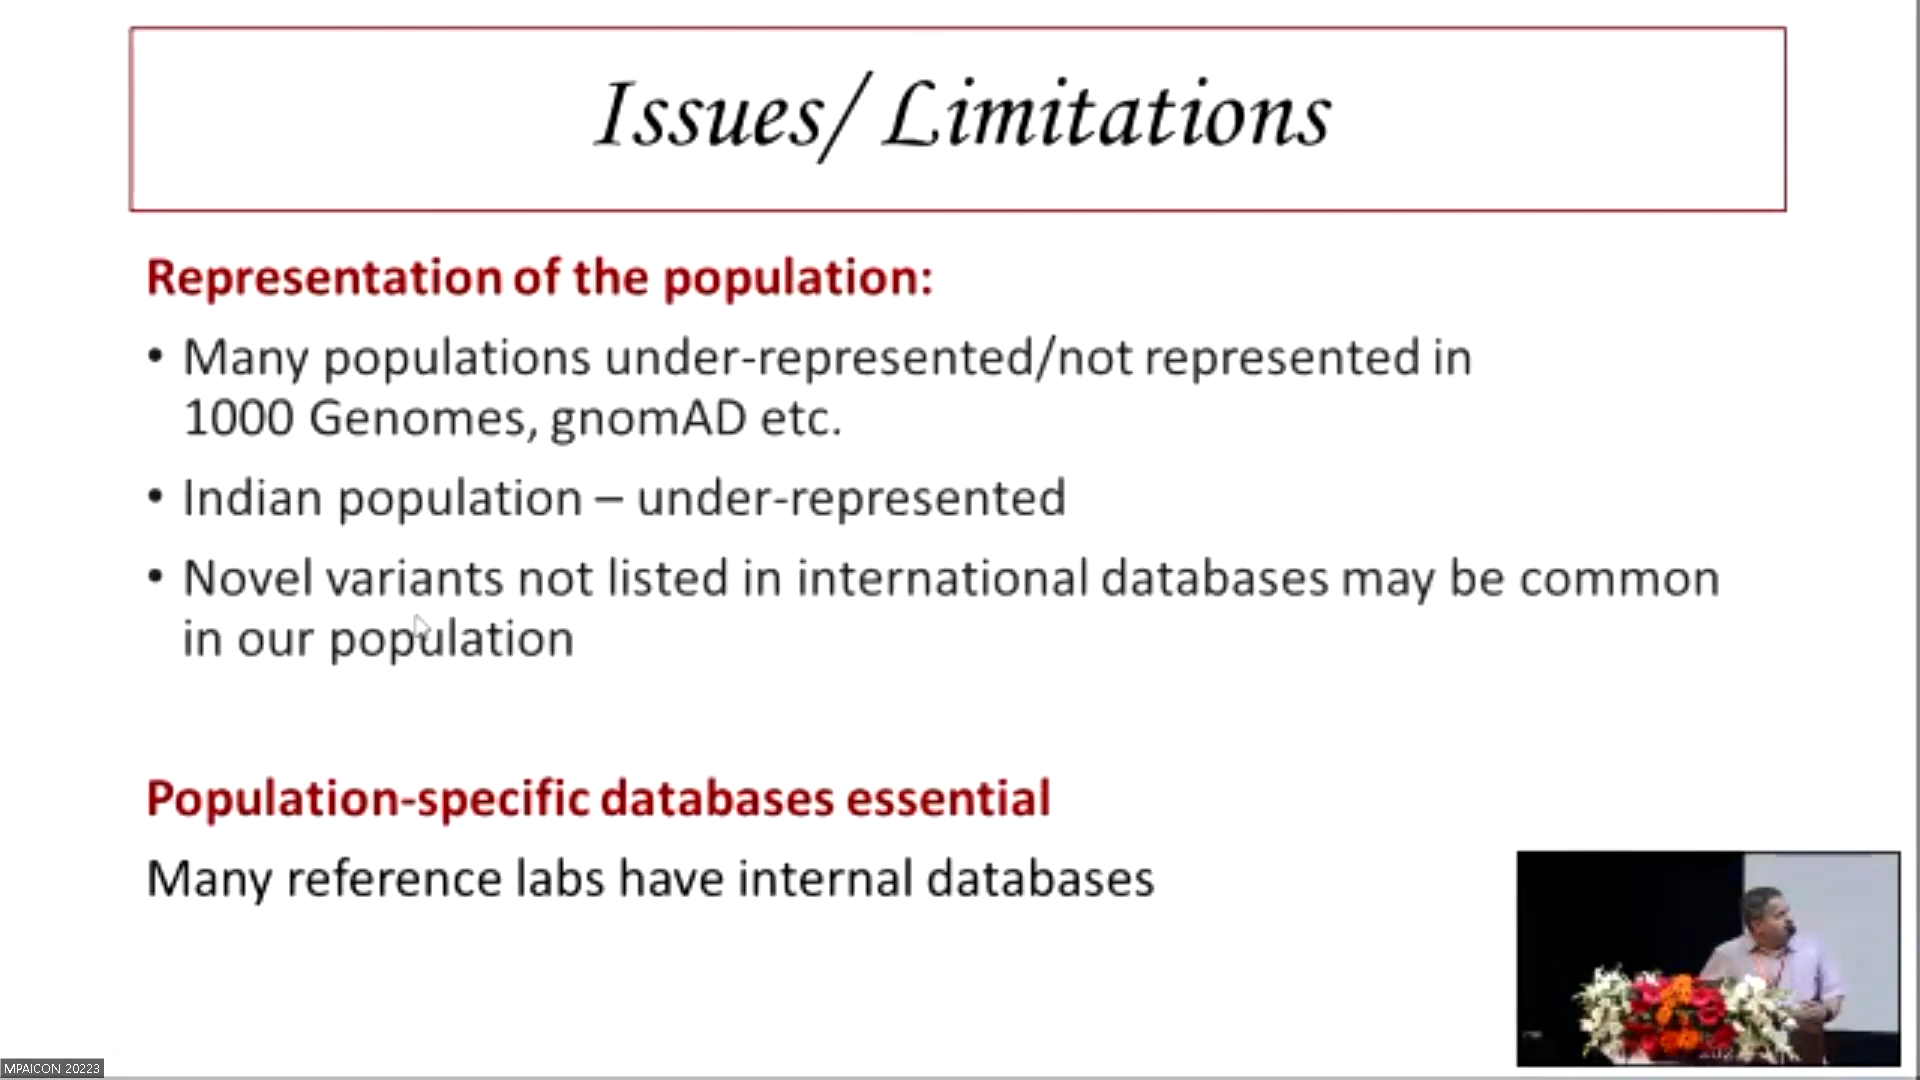 Issues/ Limitations
Representation of the population:
• Many populations under-represented/not represented in
1000 Genomes, gnomAD etc.
• Indian population – under-represented
• Novel variants not listed in international databases may be common
in our population
Population-specific databases essential
Many reference labs have internal databases
MPAICON 20223